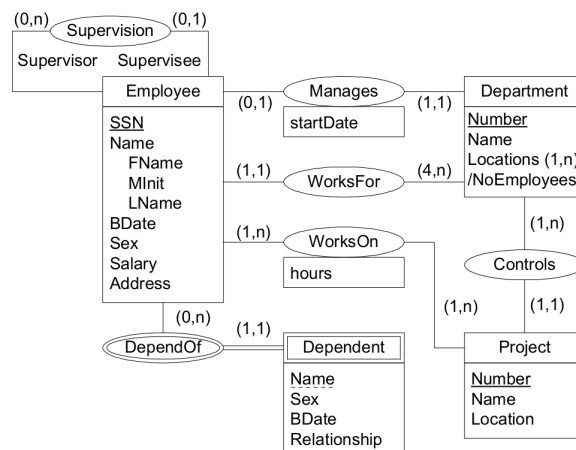 (0,n)
Supervision
(0,1)
Supervisor
Supervisee
Employee
SSN
Name
FName
MInit
LName
BDate
Sex
Salary
Address
(0,1)
Manages
(1,1)
startDate
Department
Number
Name
Locations (1,n)
/NoEmployees
(1,1)
WorksFor
(4,n)
(1,n)
WorksOn
hours
(1,n)
Controls
(1,n)
(1,1)
(0,n)
DependOf
(1,1)
Dependent
Name
Sex
BDate
Relationship
Project
Number
Name
Location